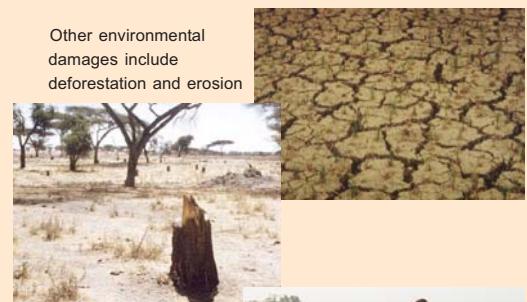 Other environmental
damages include
deforestation and erosion